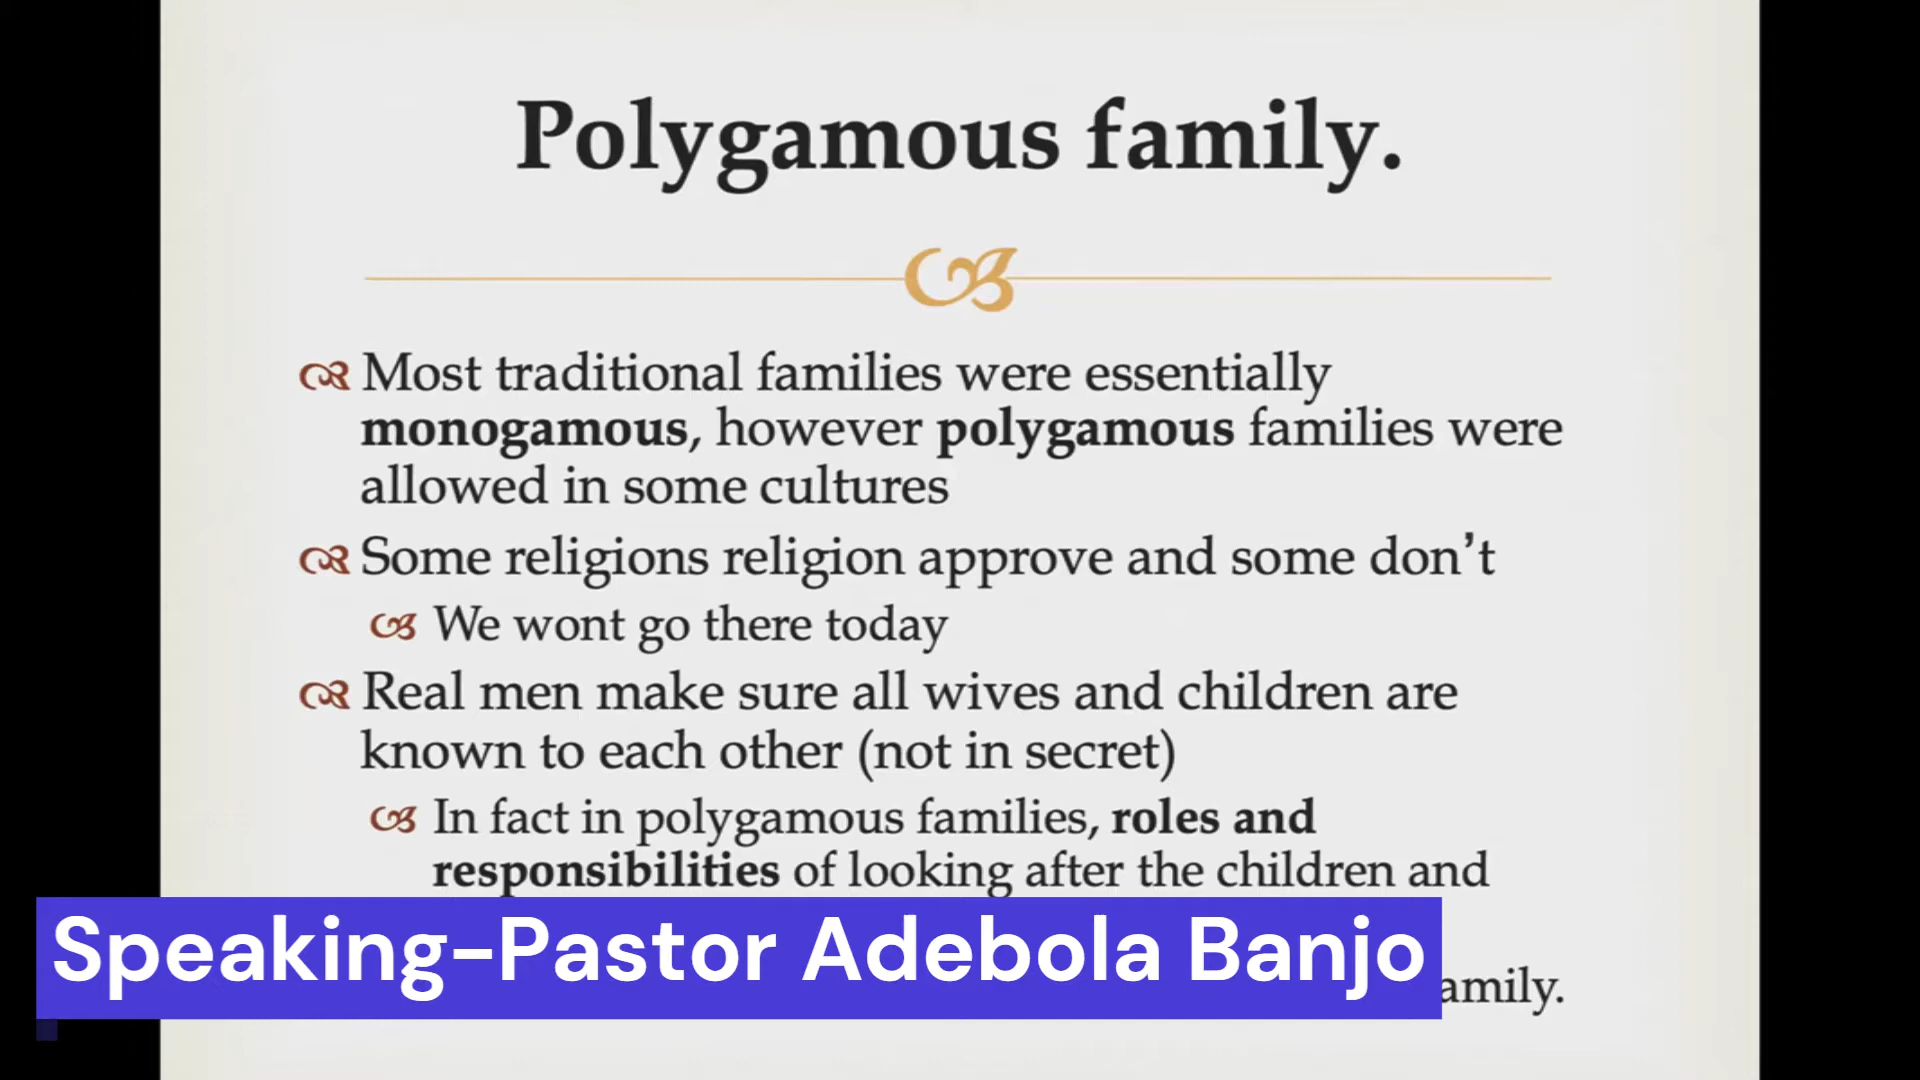 Polygamous family.
Most traditional families were essentially
monogamous, however polygamous families were
allowed in some cultures
Some religions religion approve and some don't
We wont go there today
Real men make sure all wives and children are
known to each other (not in secret)
In fact in polygamous families, roles and
responsibilities of looking after the children and
Speaking-Pastor Adebola Banjo
amily.